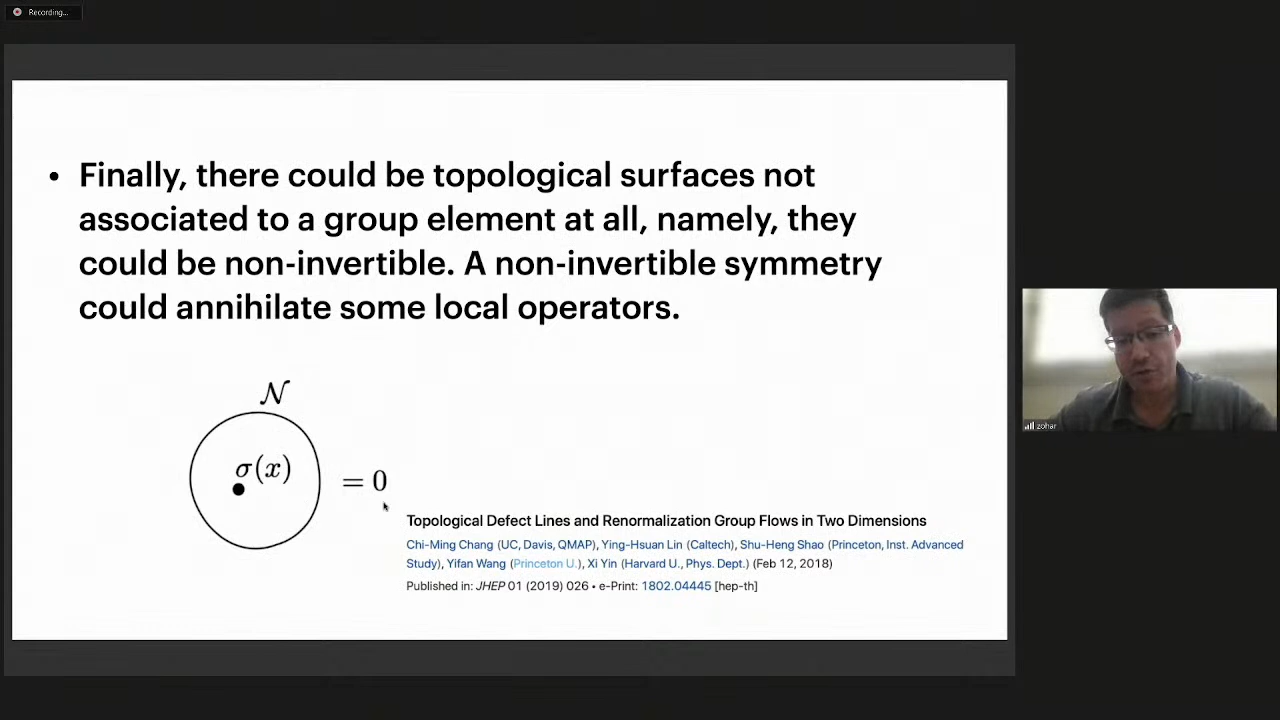 Recording...
• Finally, there could be topological surfaces not
associated to a group element at all, namely, they
could be non-invertible. A non-invertible symmetry
could annihilate some local operators.
𝒩
σ(x)
= 0
Topological Defect Lines and Renormalization Group Flows in Two Dimensions
Chi-Ming Chang (UC, Davis, QMAP), Ying-Hsuan Lin (Caltech), Shu-Heng Shao (Princeton, Inst. Advanced
Study), Yifan Wang (Princeton U.), Xi Yin (Harvard U., Phys. Dept.) (Feb 12, 2018)
Published in: JHEP 01 (2019) 026 • e-Print: 1802.04445 [hep-th]
zohar